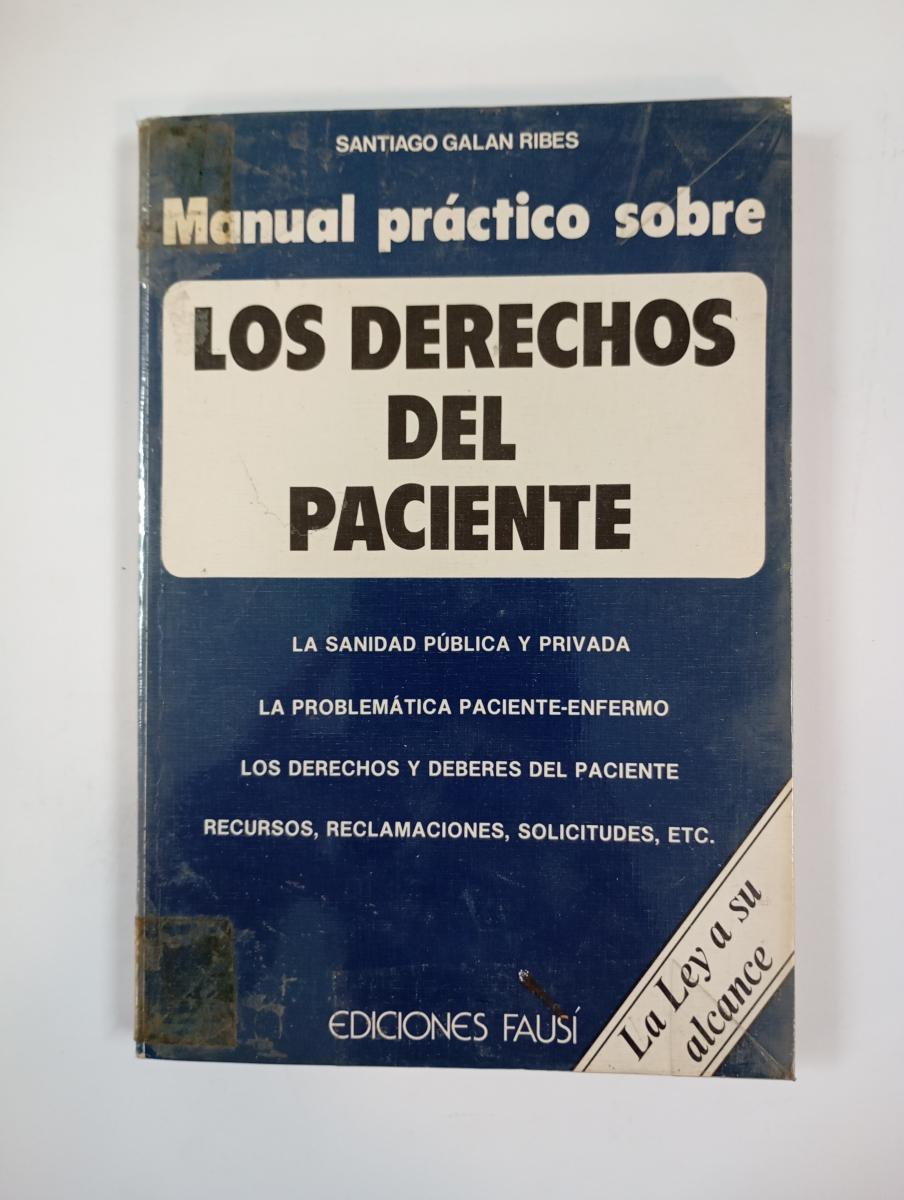 SANTIAGO GALAN RIBES
Manual práctico sobre
LOS DERECHOS
DEL
PACIENTE
LA SANIDAD PÚBLICA Y PRIVADA
LA PROBLEMÁTICA PACIENTE-ENFERMO
LOS DERECHOS Y DEBERES DEL PACIENTE
RECURSOS, RECLAMACIONES, SOLICITUDES, ETC.
La Ley a su
alcance
EDICIONES FAUSÍ